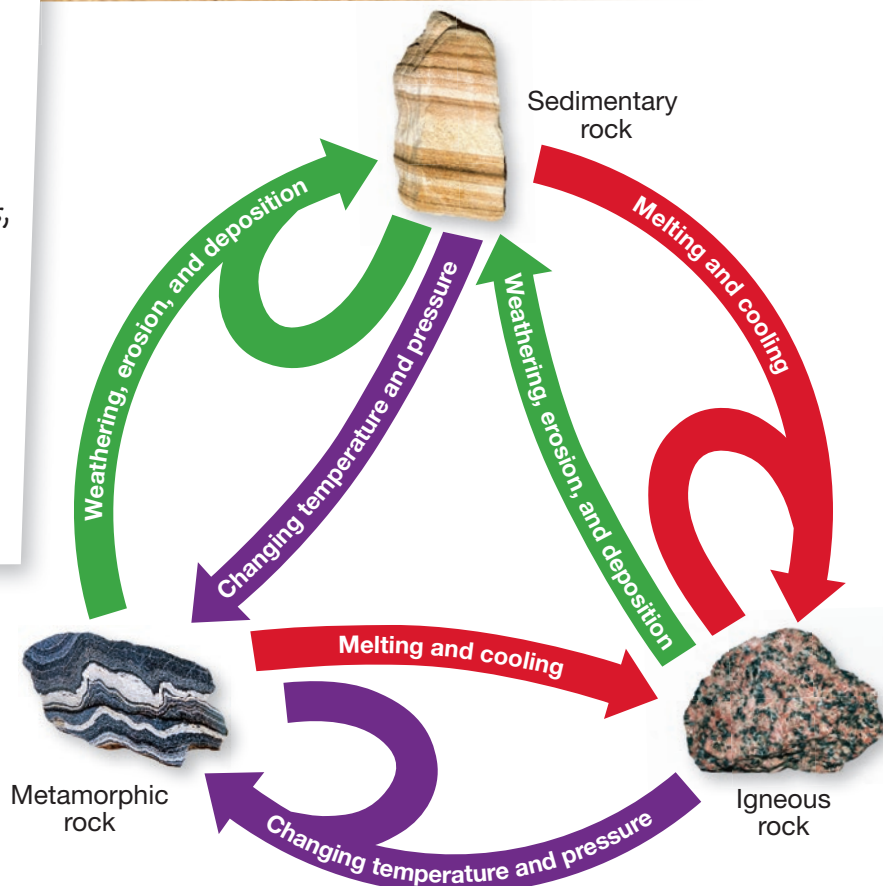 s,
Sedimentary
rock
Melting and cooling
Weathering, erosion, and deposition
Changing temperature and pressure
Weathering, erosion, and deposition
Melting and cooling
Metamorphic
rock
Igneous
rock
Changing temperature and pressure